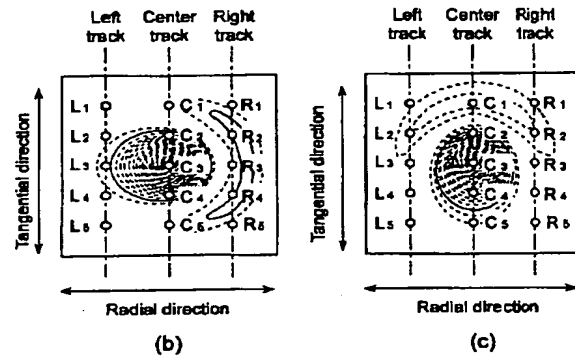 Left track Center track Right track
Left track Center track Right track
L1 C1 R1
L2 C2 R2
L3 C3 R3
L4 C4 R4
L5 C5 R5
Tangential direction
Radial direction
(b)
L1 C1 R1
L2 C2 R2
L3 C3 R3
L4 C4 R4
L5 C5 R5
Tangential direction
Radial direction
(c)